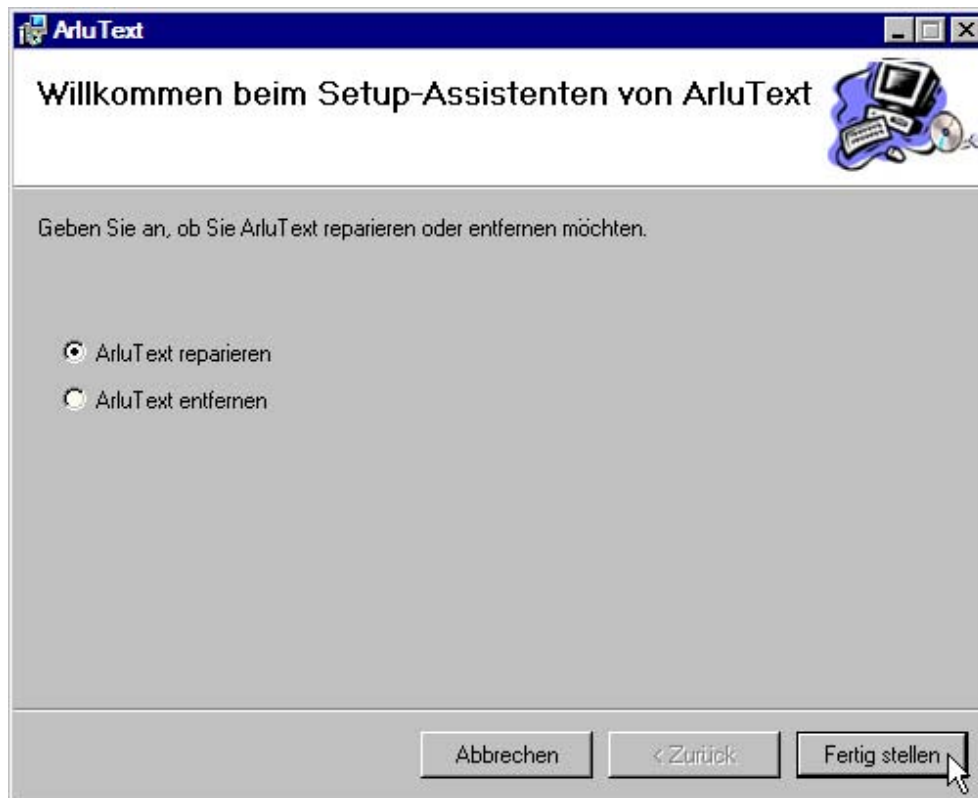 ArluText
Willkommen beim Setup-Assistenten von ArluText
Geben Sie an, ob Sie ArluText reparieren oder entfernen möchten.
ArluText reparieren
ArluText entfernen
Abbrechen < Zurück Fertig stellen